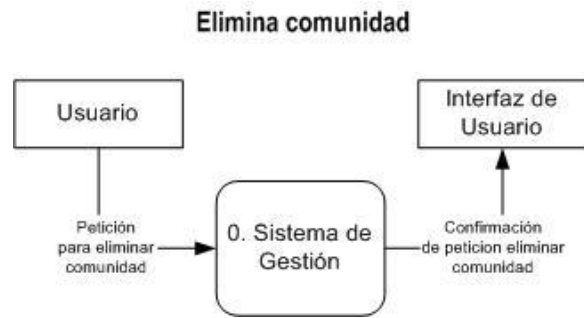 Elimina comunidad
Usuario
Interfaz de
Usuario
0. Sistema de
Gestión
Petición
para eliminar
comunidad
Confirmación
de peticion eliminar
comunidad